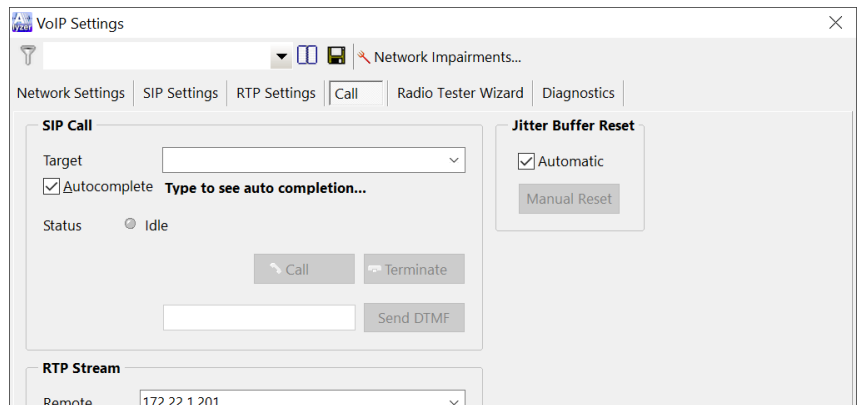 VoIP Settings
Network Impairments...
Network Settings SIP Settings RTP Settings Call Radio Tester Wizard Diagnostics
SIP Call
Target
Autocomplete Type to see auto completion...
Status Idle
Call Terminate
Send DTMF
Jitter Buffer Reset
Automatic
Manual Reset
RTP Stream
Remote 172.22.1.201